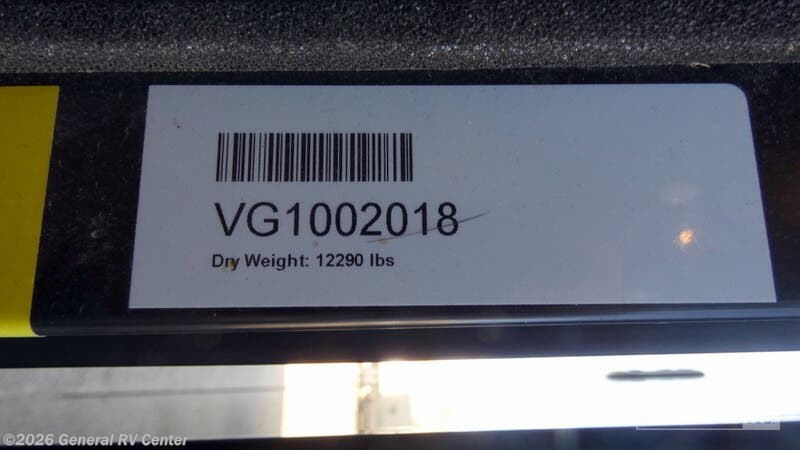 VG1002018
Dry Weight: 12290 lbs
©2026 General RV Center